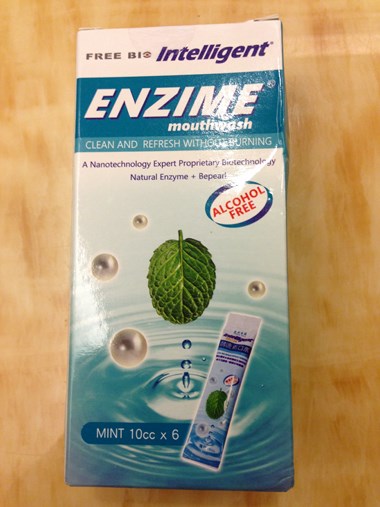 FREE BIO Intelligent®
ENZIME®
mouthwash
CLEAN AND REFRESH WITHOUT BURNING
A Nanotechnology Expert Proprietary Biotechnology
Natural Enzyme + Bepearl
ALCOHOL
FREE
MINT 10cc x 6